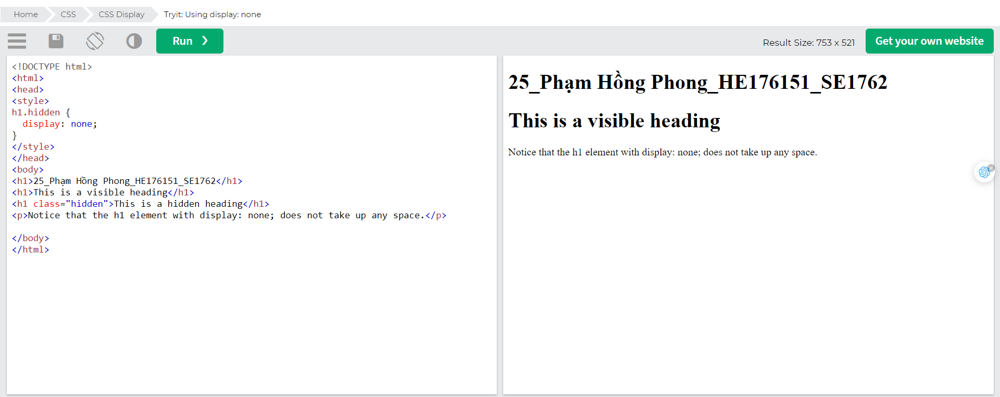 Home CSS CSS Display Tryit: Using display: none
Run ❯
Result Size: 753 x 521
Get your own website
<!DOCTYPE html>
<html>
<head>
<style>
h1.hidden {
  display: none;
}
</style>
</head>
<body>
<h1>25_Phạm Hồng Phong_HE176151_SE1762</h1>
<h1>This is a visible heading</h1>
<h1 class="hidden">This is a hidden heading</h1>
<p>Notice that the h1 element with display: none; does not take up any space.</p>

</body>
</html>
25_Phạm Hồng Phong_HE176151_SE1762
This is a visible heading
Notice that the h1 element with display: none; does not take up any space.